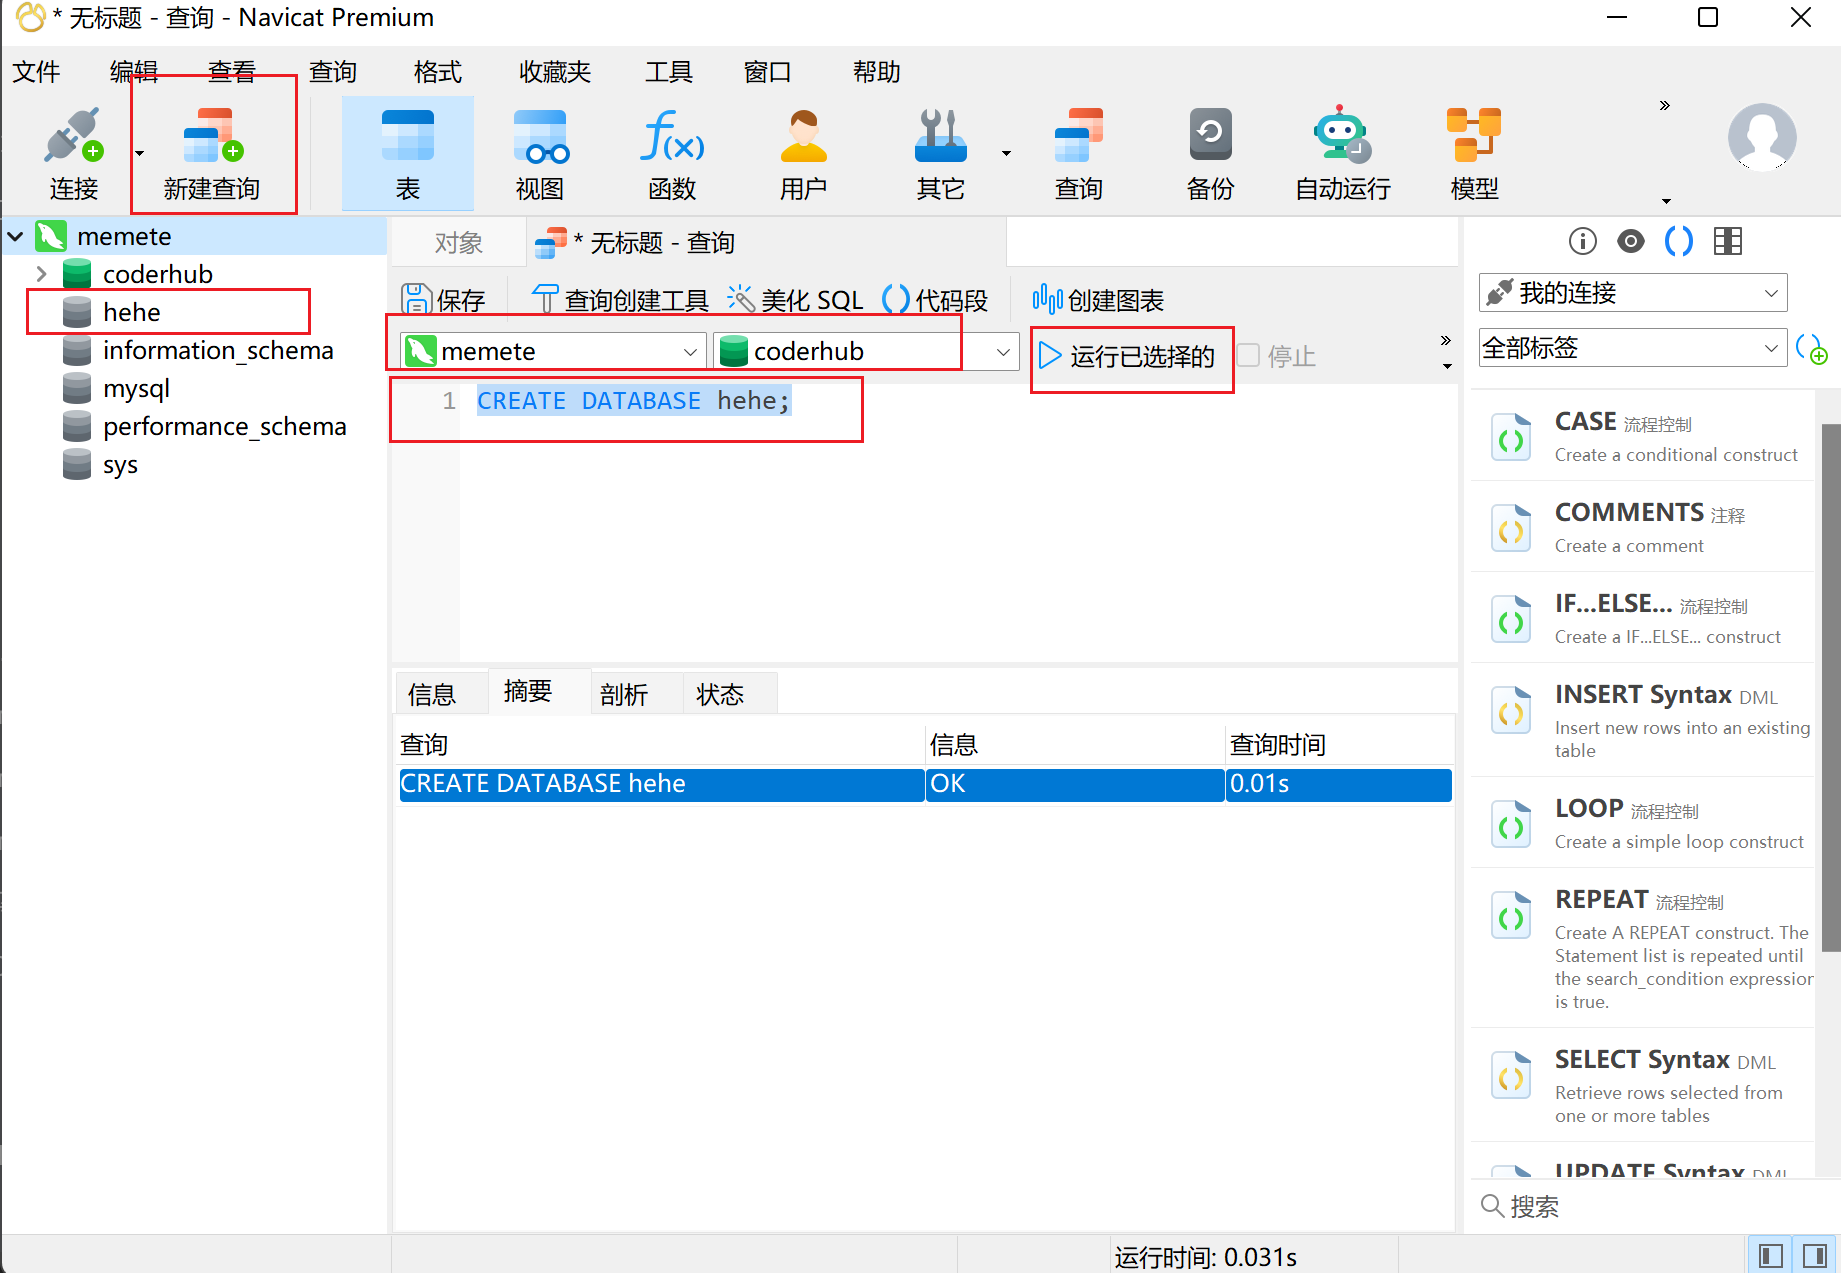 * 无标题 - 查询 - Navicat Premium
文件 编辑 查看 查询 格式 收藏夹 工具 窗口 帮助
连接 新建查询 表 视图 函数 用户 其它 查询 备份 自动运行 模型
memete
coderhub
hehe
information_schema
mysql
performance_schema
sys
对象 * 无标题 - 查询
保存 查询创建工具 美化 SQL 代码段 创建图表
memete coderhub 运行已选择的 停止
1 CREATE DATABASE hehe;
信息 摘要 剖析 状态
查询 信息 查询时间
CREATE DATABASE hehe OK 0.01s
我的连接
全部标签
CASE 流程控制
Create a conditional construct
COMMENTS 注释
Create a comment
IF...ELSE... 流程控制
Create a IF...ELSE... construct
INSERT Syntax DML
Insert new rows into an existing
table
LOOP 流程控制
Create a simple loop construct
REPEAT 流程控制
Create A REPEAT construct. The
Statement list is repeated until
the search_condition expression
is true.
SELECT Syntax DML
Retrieve rows selected from
one or more tables
UPDATE Syntax DML
搜索
运行时间: 0.031s